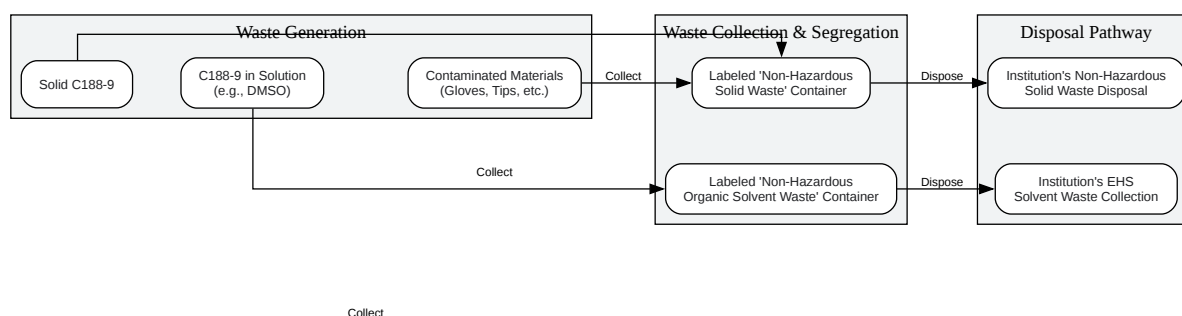 Waste Generation
Waste Collection & Segregation
Disposal Pathway
Solid C188-9
C188-9 in Solution
(e.g., DMSO)
Contaminated Materials
(Gloves, Tips, etc.)
Collect
Labeled 'Non-Hazardous
Solid Waste' Container
Dispose
Institution's Non-Hazardous
Solid Waste Disposal
Collect
Labeled 'Non-Hazardous
Organic Solvent Waste' Container
Dispose
Institution's EHS
Solvent Waste Collection
Collect